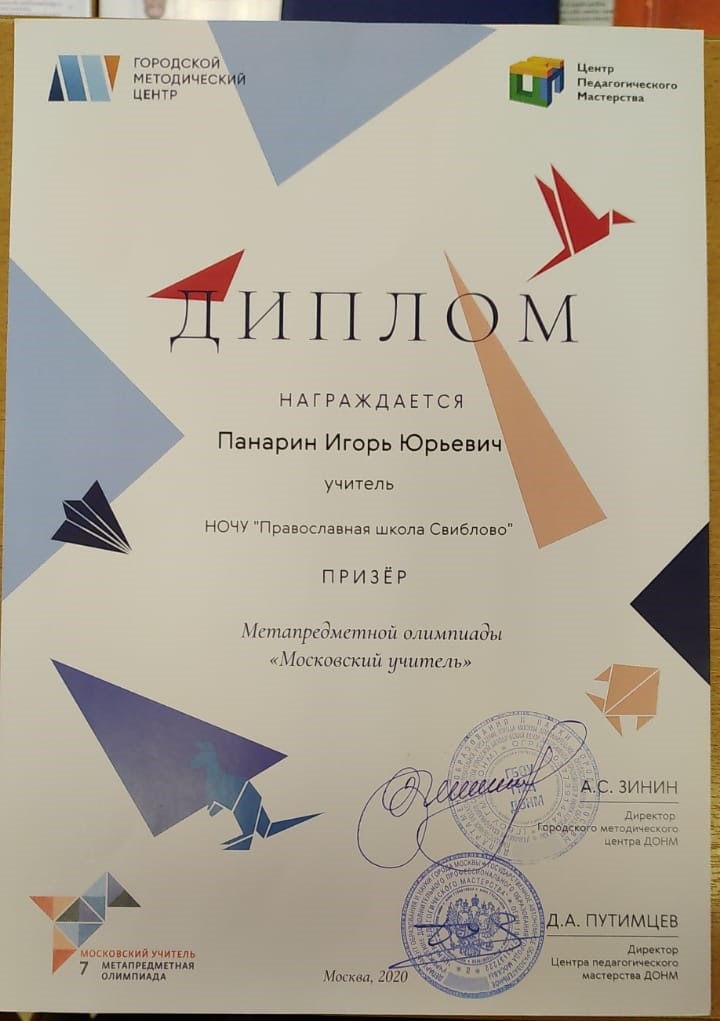 ГОРОДСКОЙ
МЕТОДИЧЕСКИЙ
ЦЕНТР
Центр
Педагогического
Мастерства
ДИПЛОМ
НАГРАЖДАЕТСЯ
Панарин Игорь Юрьевич
учитель
НОЧУ "Православная школа Свиблово"
ПРИЗЁР
Метапредметной олимпиады
«Московский учитель»
А.С. ЗИНИН
Директор
Городского методического
центра ДОНМ
Д.А. ПУТИМЦЕВ
Директор
Центра педагогического
мастерства ДОНМ
МОСКОВСКИЙ УЧИТЕЛЬ
7 МЕТАПРЕДМЕТНАЯ
ОЛИМПИАДА
Москва, 2020